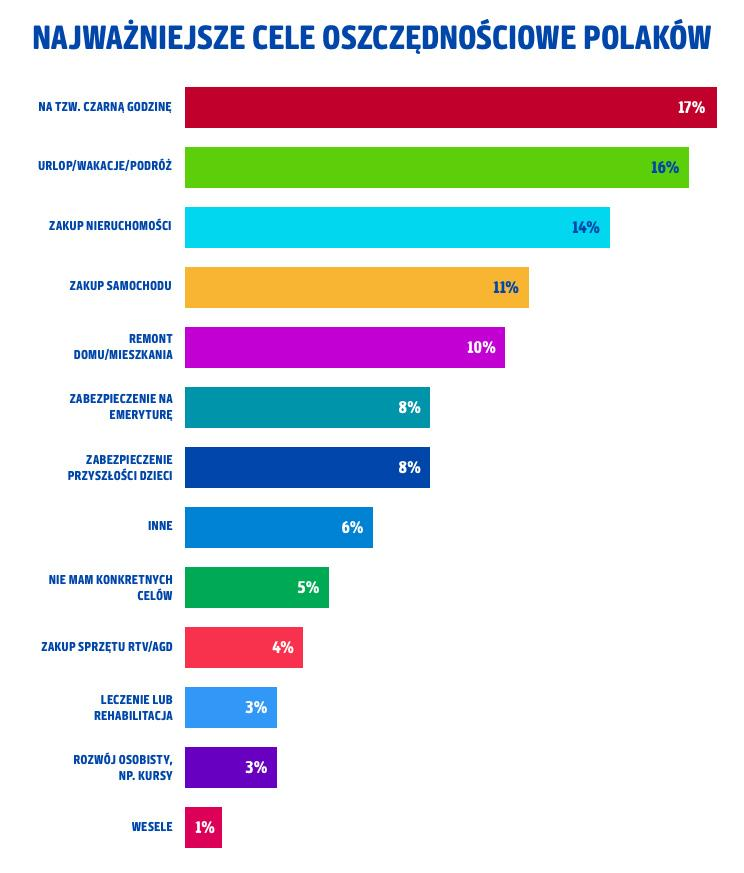 NAJWAŻNIEJSZE CELE OSZCZĘDNOŚCIOWE POLAKÓW
NA TZW. CZARNĄ GODZINĘ
17%
URLOP/WAKACJE/PODRÓŻ
16%
ZAKUP NIERUCHOMOŚCI
14%
ZAKUP SAMOCHODU
11%
REMONT
DOMU/MIESZKANIA
10%
ZABEZPIECZENIE NA
EMERYTURĘ
8%
ZABEZPIECZENIE
PRZYSZŁOŚCI DZIECI
8%
INNE
6%
NIE MAM KONKRETNYCH
CELÓW
5%
ZAKUP SPRZĘTU RTV/AGD
4%
LECZENIE LUB
REHABILITACJA
3%
ROZWÓJ OSOBISTY,
NP. KURSY
3%
WESELE
1%